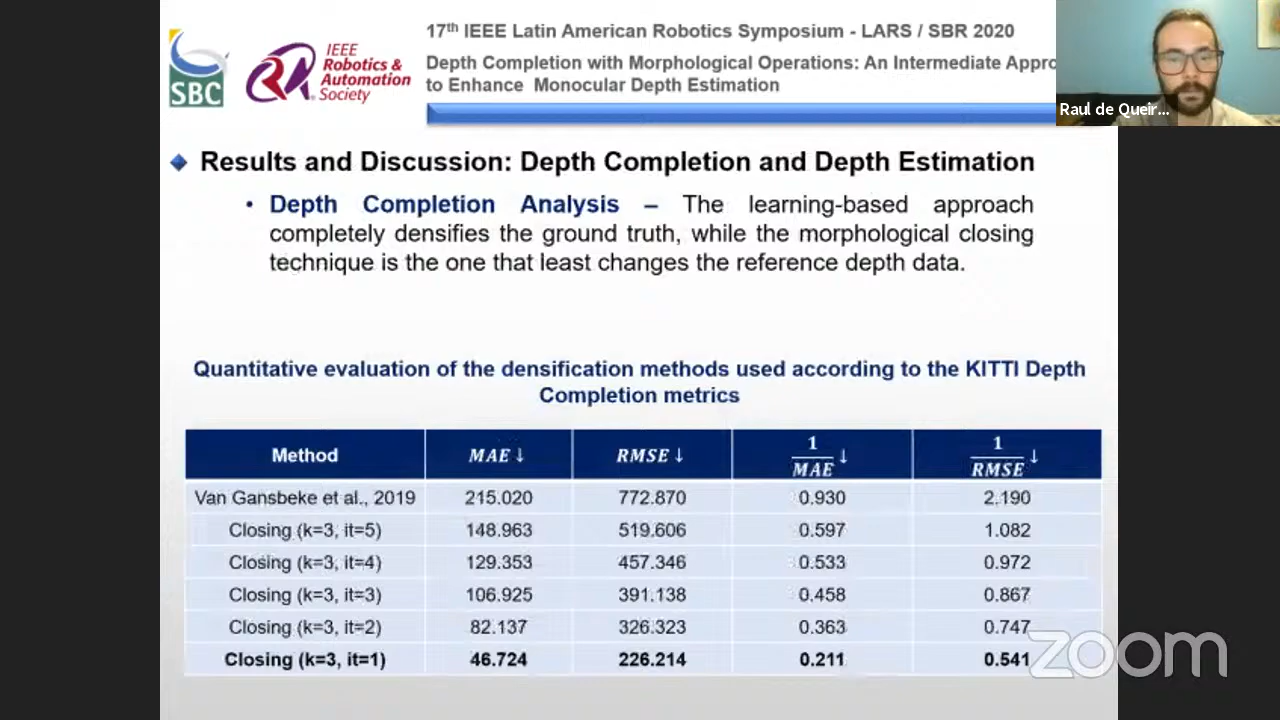 17th IEEE Latin American Robotics Symposium - LARS / SBR 2020
Depth Completion with Morphological Operations: An Intermediate Appro
to Enhance Monocular Depth Estimation
SBC
IEEE
Robotics &
Automation
Society
Raul de Queir...
Results and Discussion: Depth Completion and Depth Estimation
• Depth Completion Analysis – The learning-based approach
completely densifies the ground truth, while the morphological closing
technique is the one that least changes the reference depth data.
Quantitative evaluation of the densification methods used according to the KITTI Depth
Completion metrics
Method MAE↓ RMSE↓ 1/MAE↓ 1/RMSE↓
Van Gansbeke et al., 2019 215.020 772.870 0.930 2.190
Closing (k=3, it=5) 148.963 519.606 0.597 1.082
Closing (k=3, it=4) 129.353 457.346 0.533 0.972
Closing (k=3, it=3) 106.925 391.138 0.458 0.867
Closing (k=3, it=2) 82.137 326.323 0.363 0.747
Closing (k=3, it=1) 46.724 226.214 0.211 0.541
zoom